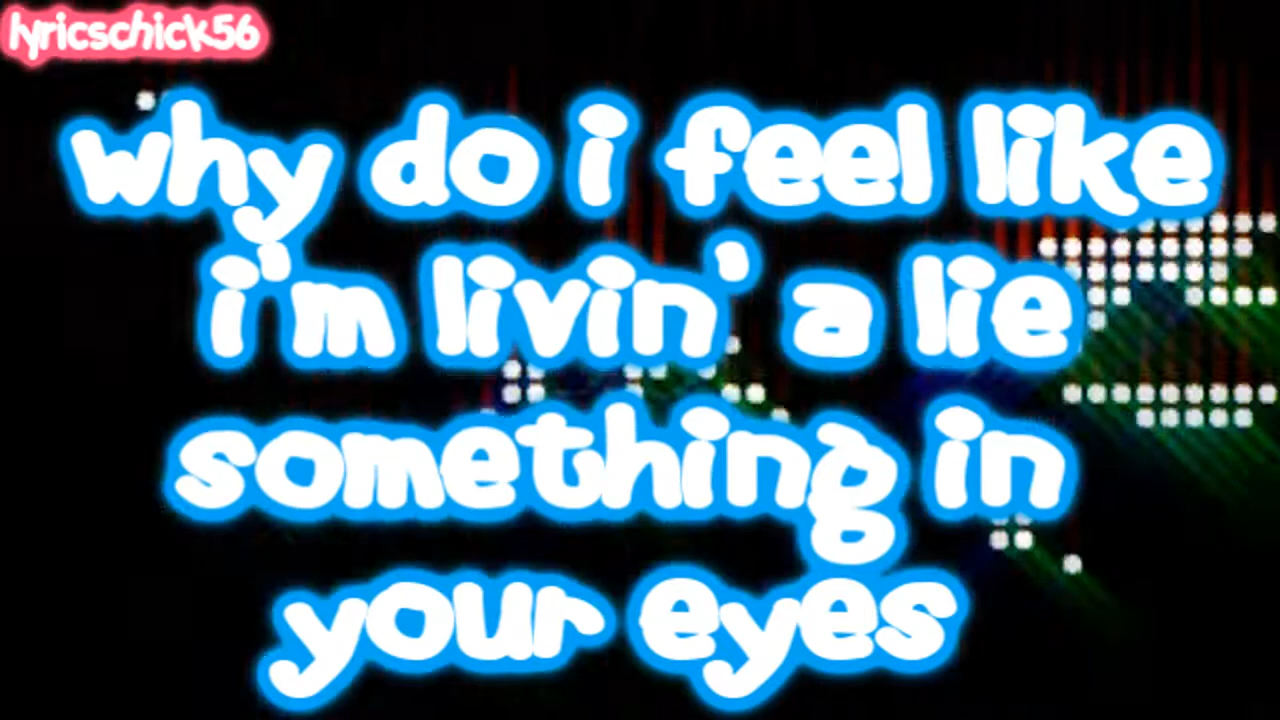 lyricschick56
why do i feel like
i'm livin' a lie
something in
your eyes